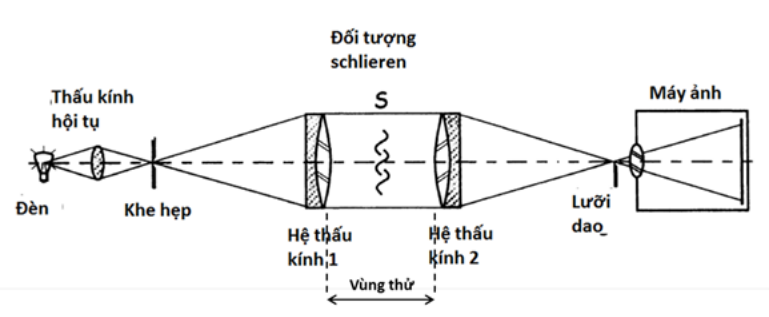 Đối tượng
schlieren
S
Thấu kính
hội tụ
Máy ảnh
Đèn
Khe hẹp
Hệ thấu
kính 1
Hệ thấu
kính 2
Lưỡi
dao_
Vùng thử